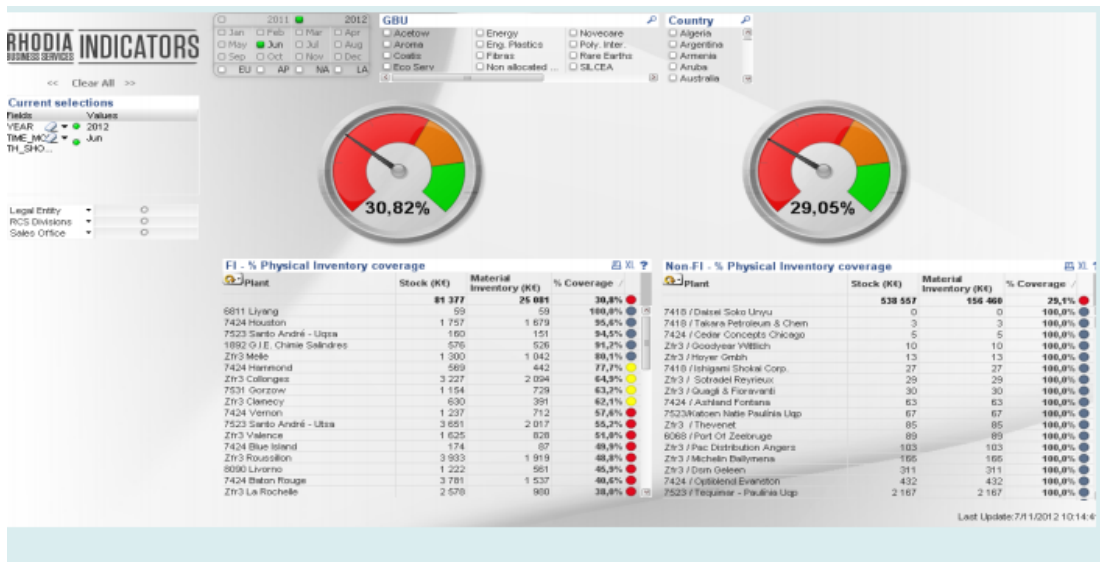 RHODIA INDICATORS
BUSINESS SERVICES
<< Clear All >>
Current selections
Fields Values
YEAR 2012
TIME_MO... Jun
TH_SHO...
Legal Entity
RCS Divisions
Sales Office
2011 2012
Jan Feb Mar Apr
May Jun Jul Aug
Sep Oct Nov Dec
EU AP NA LA
GBU
Acetow Energy Novecare
Aroma Eng. Plastics Poly. Inter.
Coatis Fibras Rare Earths
Eco Serv Non allocated ... SILCEA
Country
Algeria
Argentina
Armenia
Aruba
Australia
30,82%
29,05%
FI - % Physical Inventory coverage XL ?
Plant Stock (K€) Material Inventory (K€) % Coverage
81 377 25 081 30,8%
6811 Liyang 59 59 100,0%
7424 Houston 1 757 1 679 95,6%
7523 Santo André - Uqsa 160 151 94,5%
1892 G.I.E. Chimie Salindres 576 526 91,2%
Zfr3 Melle 1 300 1 042 80,1%
7424 Hammond 569 442 77,7%
Zfr3 Collonges 3 227 2 094 64,9%
7531 Gorzow 1 154 729 63,2%
Zfr3 Clamecy 630 391 62,1%
7424 Vernon 1 237 712 57,6%
7523 Santo André - Utsa 3 651 2 017 55,2%
Zfr3 Valence 1 625 828 51,0%
7424 Blue Island 174 87 49,9%
Zfr3 Roussillon 3 933 1 919 48,8%
8090 Livorno 1 222 561 45,9%
7424 Baton Rouge 3 781 1 537 40,6%
Zfr3 La Rochelle 2 578 980 38,0%
Non-FI - % Physical Inventory coverage XL ?
Plant Stock (K€) Material Inventory (K€) % Coverage
538 557 156 460 29,1%
7418 / Daisei Soko Unyu 0 0 100,0%
7418 / Takara Petroleum & Chem 3 3 100,0%
7424 / Cedar Concepts Chicago 5 5 100,0%
Zfr3 / Goodyear Wittlich 10 10 100,0%
Zfr3 / Hoyer Gmbh 13 13 100,0%
7418 / Ishigami Shokai Corp. 27 27 100,0%
Zfr3 / Sotradel Reyrieux 29 29 100,0%
Zfr3 / Quagli & Fioravanti 30 30 100,0%
7424 / Ashland Fontana 63 63 100,0%
7523/Katoen Natie Paulínia Uqp 67 67 100,0%
Zfr3 / Thevenet 85 85 100,0%
6068 / Port Of Zeebruge 89 89 100,0%
Zfr3 / Pac Distribution Angers 103 103 100,0%
Zfr3 / Michelin Ballymena 166 166 100,0%
Zfr3 / Dsm Geleen 311 311 100,0%
7424 / Optiolend Evanston 432 432 100,0%
7523 / Tequimar - Paulínia Uqp 2 167 2 167 100,0%
Last Update:7/11/2012 10:14:4